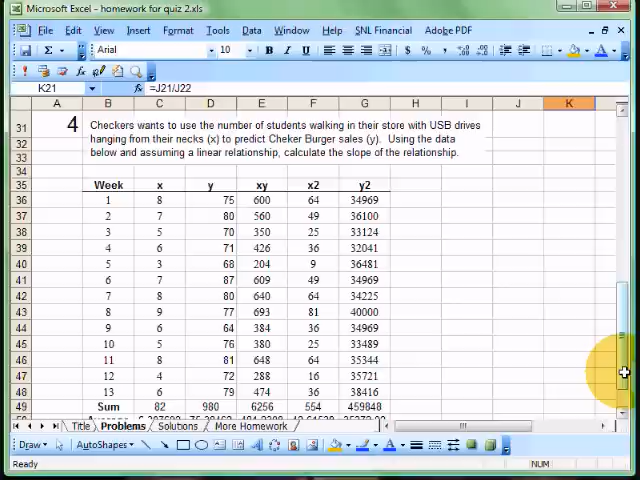 Microsoft Excel - homework for quiz 2.xls
File Edit View Insert Format Tools Data Window Help SNL Financial Adobe PDF
Arial 10 B I U $ % ,
K21 fx =J21/J22
A B C D E F G H I J K
31 4 Checkers wants to use the number of students walking in their store with USB drives
32 hanging from their necks (x) to predict Cheker Burger sales (y). Using the data
33 below and assuming a linear relationship, calculate the slope of the relationship.
34
35 Week x y xy x2 y2
36 1 8 75 600 64 34969
37 2 7 80 560 49 36100
38 3 5 70 350 25 33124
39 4 6 71 426 36 32041
40 5 3 68 204 9 36481
41 6 7 87 609 49 34969
42 7 8 80 640 64 34225
43 8 9 77 693 81 40000
44 9 6 64 384 36 34969
45 10 5 76 380 25 33489
46 11 8 81 648 64 35344
47 12 4 72 288 16 35721
48 13 6 79 474 36 38416
49 Sum 82 980 6256 554 459848
Title Problems Solutions More Homework
Draw AutoShapes
Ready NUM